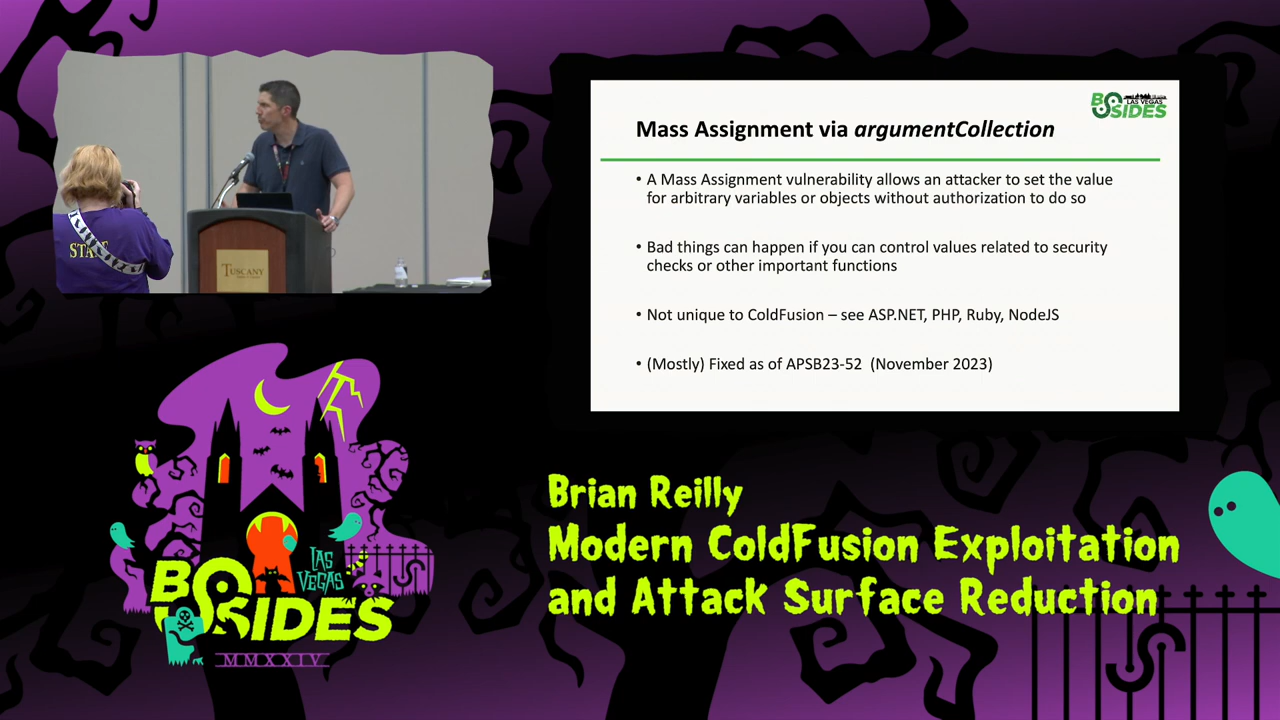 BSIDES
LAS VEGAS
Mass Assignment via argumentCollection
• A Mass Assignment vulnerability allows an attacker to set the value
for arbitrary variables or objects without authorization to do so
• Bad things can happen if you can control values related to security
checks or other important functions
• Not unique to ColdFusion – see ASP.NET, PHP, Ruby, NodeJS
• (Mostly) Fixed as of APSB23-52 (November 2023)
TUSCANY
LAS
VEGAS
BSIDES
MMXXIV
Brian Reilly
Modern ColdFusion Exploitation
and Attack Surface Reduction